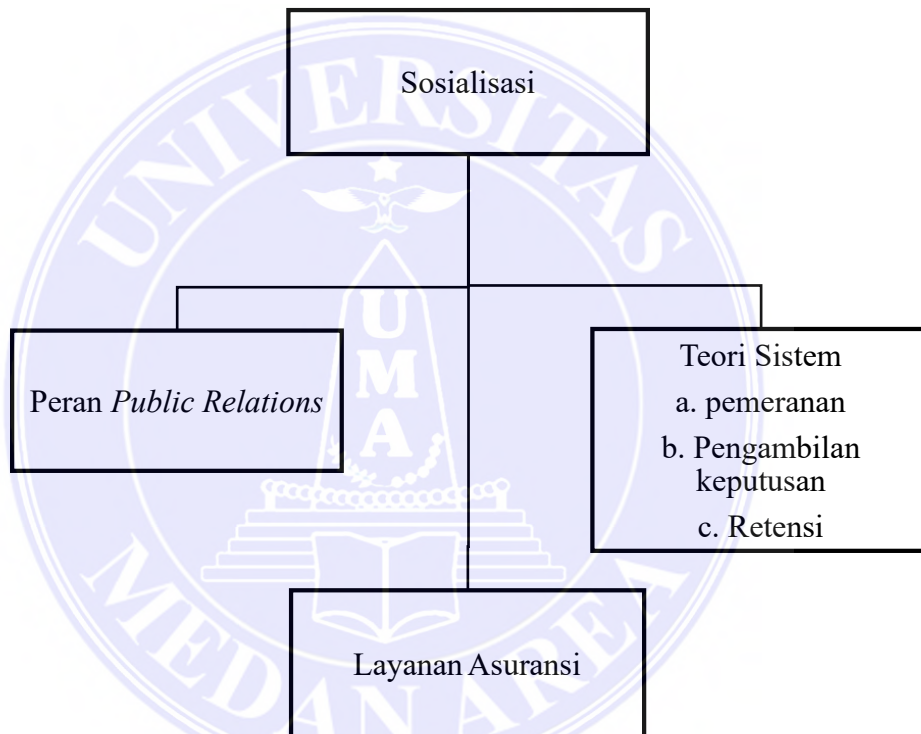 Sosialisasi
Peran Public Relations
Teori Sistem
a. pemeranan
b. Pengambilan
keputusan
c. Retensi
Layanan Asuransi
UNIVERSITAS
UMA
MEDAN AREA